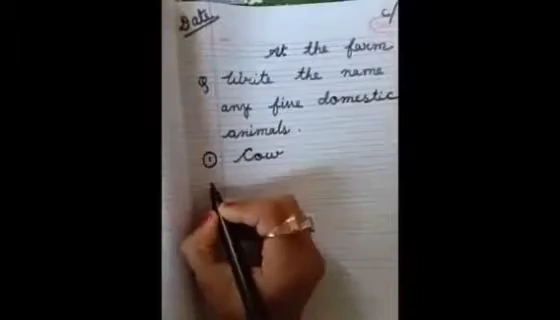 Date
c/
At the farm
Q Write the name
any five domestic
animals.
① Cow